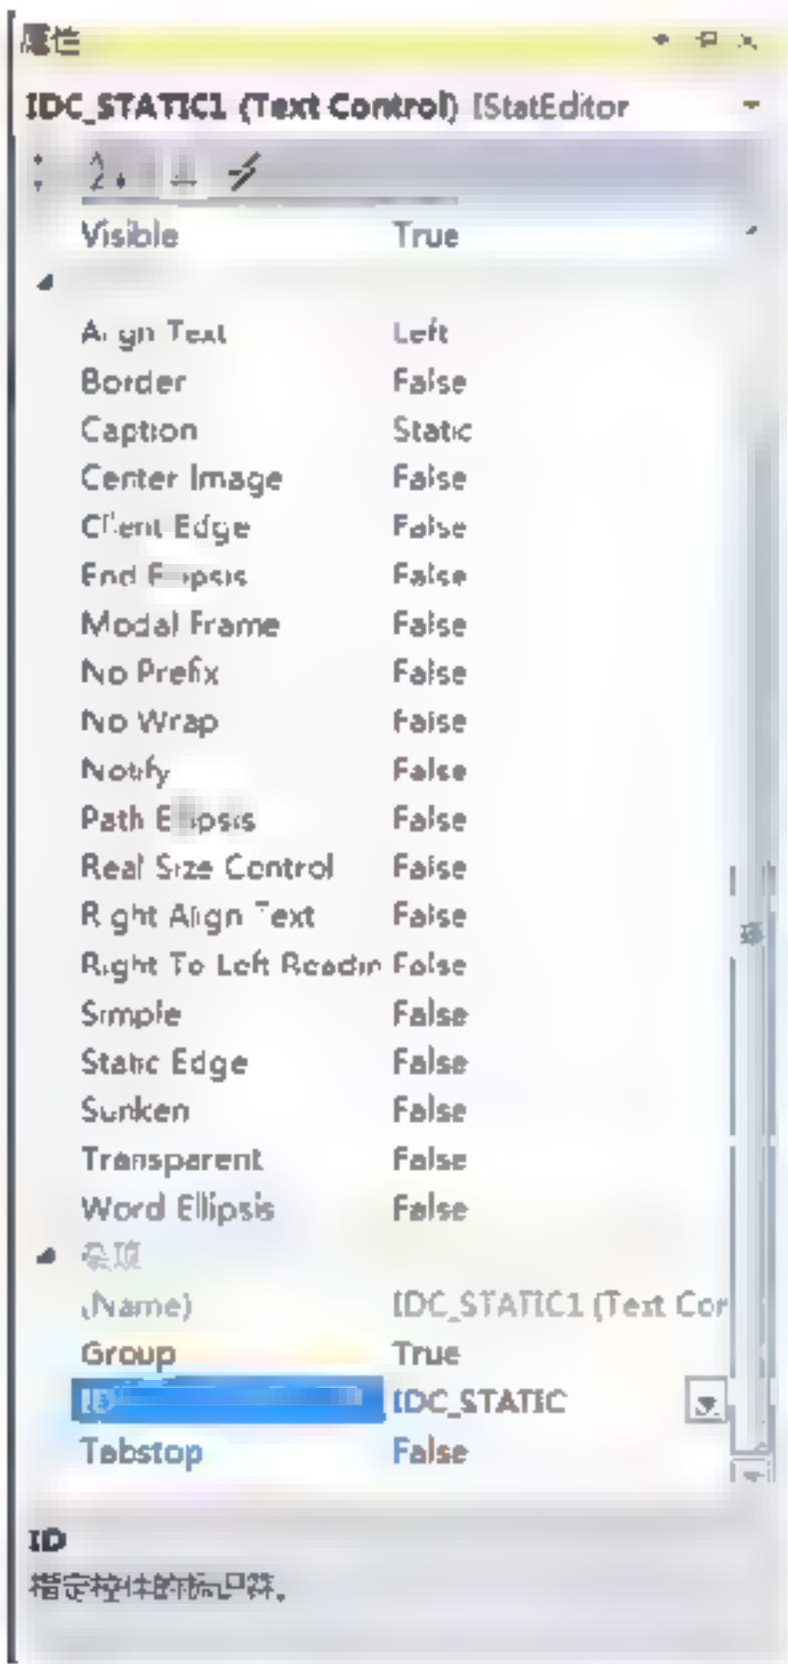 属性
IDC_STATIC1 (Text Control) IStatEditor
Visible True
Align Text Left
Border False
Caption Static
Center Image False
Client Edge False
End Ellipsis False
Modal Frame False
No Prefix False
No Wrap False
Notify False
Path Ellipsis False
Real Size Control False
Right Align Text False
Right To Left Readin False
Simple False
Static Edge False
Sunken False
Transparent False
Word Ellipsis False
杂项
(Name) IDC_STATIC1 (Text Cor
Group True
ID IDC_STATIC
Tabstop False
ID
指定控件的标识符。